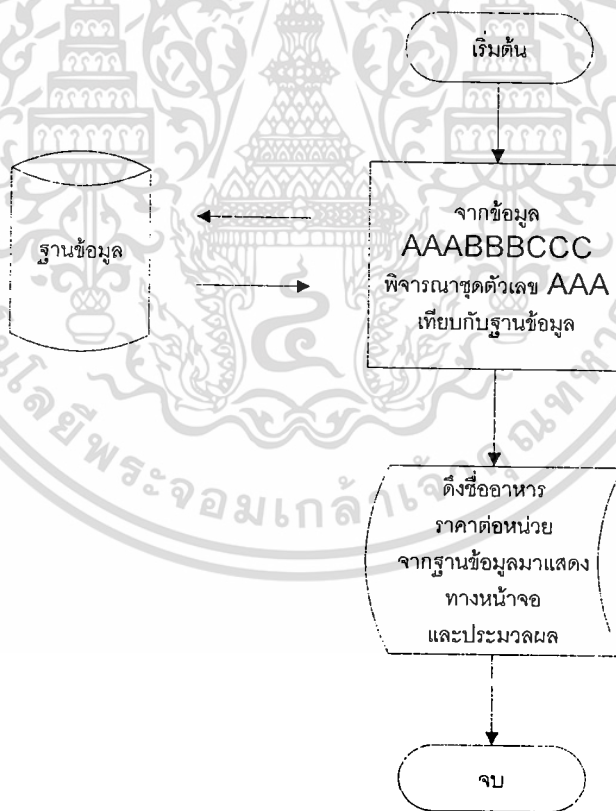 เริ่มต้น
ฐานข้อมูล
จากข้อมูล
AAABBBCCC
พิจารณาชุดตัวเลข AAA
เทียบกับฐานข้อมูล
ดึงชื่ออาหาร
ราคาต่อหน่วย
จากฐานข้อมูลมาแสดง
ทางหน้าจอ
และประมวลผล
จบ